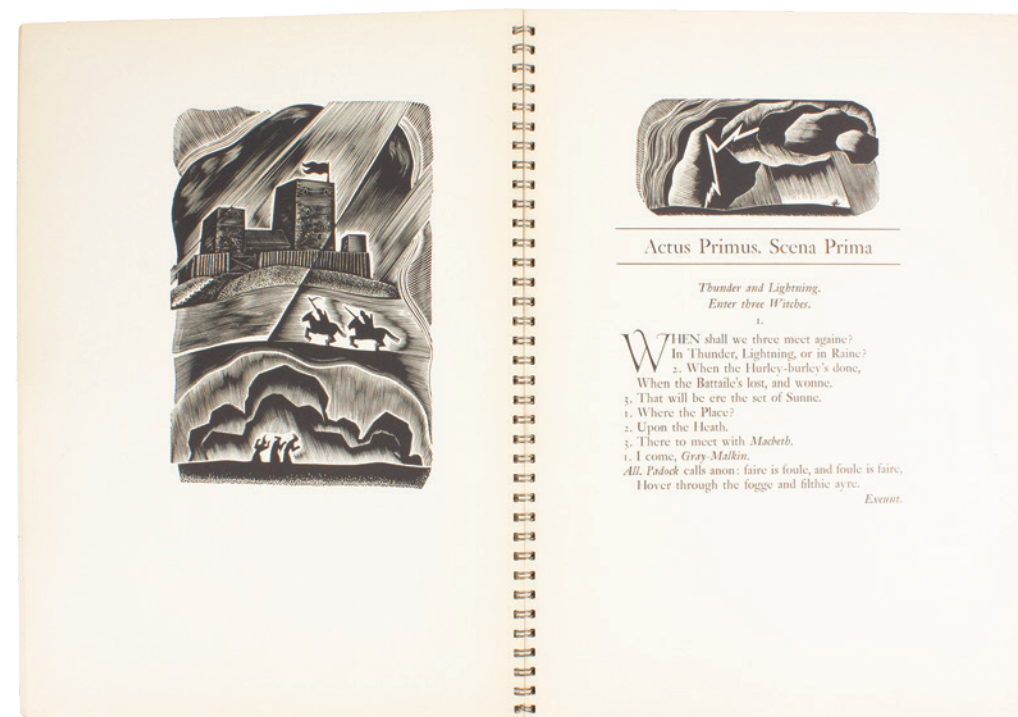 Actus Primus. Scena Prima
Thunder and Lightning.
Enter three Witches.
1.
WHEN shall we three meet againe?
In Thunder, Lightning, or in Raine?
2. When the Hurley-burley's done,
When the Battaile's lost, and wonne.
3. That will be ere the set of Sunne.
1. Where the Place?
2. Upon the Heath.
3. There to meet with Macbeth.
1. I come, Gray-Malkin.
All. Padock calls anon: faire is foule, and foule is faire,
Hover through the fogge and filthie ayre.
Exeunt.